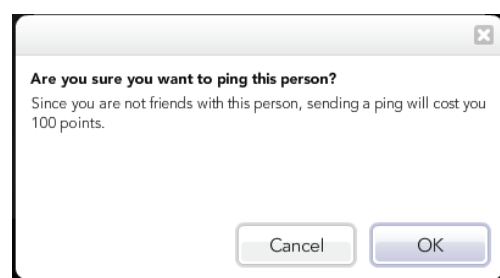 Are you sure you want to ping this person?
Since you are not friends with this person, sending a ping will cost you
100 points.
Cancel
OK